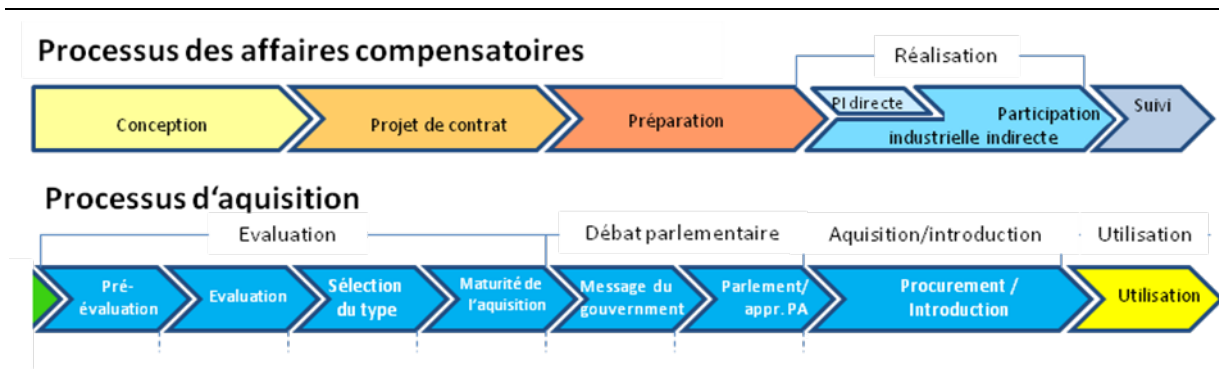 Processus des affaires compensatoires
Réalisation
Conception
Projet de contrat
Préparation
PI directe
Participation
industrielle indirecte
Suivi
Processus d‘aquisition
Evaluation
Débat parlementaire
Aquisition/introduction
Utilisation
Pré-
évaluation
Evaluation
Sélection
du type
Maturité de
l'aquisition
Message du
gouvernment
Parlement/
appr. PA
Procurement /
Introduction
Utilisation